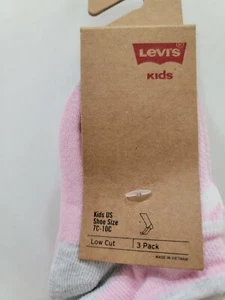 Levi's
Kids
Kids US
Shoe Size
7C-10C
Low Cut
3 Pack
MADE IN VIETNAM